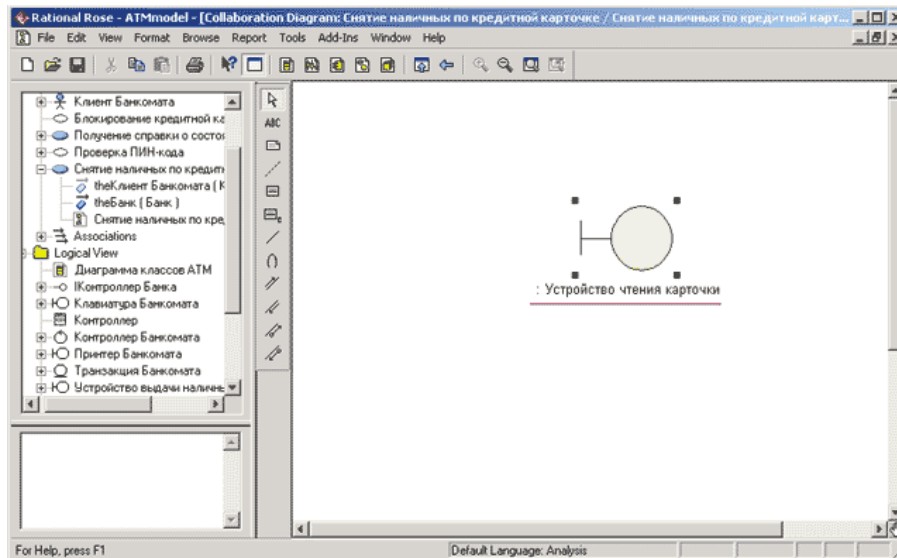 Rational Rose - ATMmodel - [Collaboration Diagram: Снятие наличных по кредитной карточке / Снятие наличных по кредитной карт...
File Edit View Format Browse Report Tools Add-Ins Window Help
Клиент Банкомата
Блокирование кредитной ка
Получение справки о состоя
Проверка ПИН-кода
Снятие наличных по кредитн
theКлиент Банкомата ( К
theБанк ( Банк )
Снятие наличных по кре
Associations
Logical View
Диаграмма классов АТМ
IКонтроллер Банка
Клавиатура Банкомата
Контроллер
Контроллер Банкомата
Принтер Банкомата
Транзакция Банкомата
Устройство выдачи наличн
ABC
: Устройство чтения карточки
For Help, press F1
Default Language: Analysis